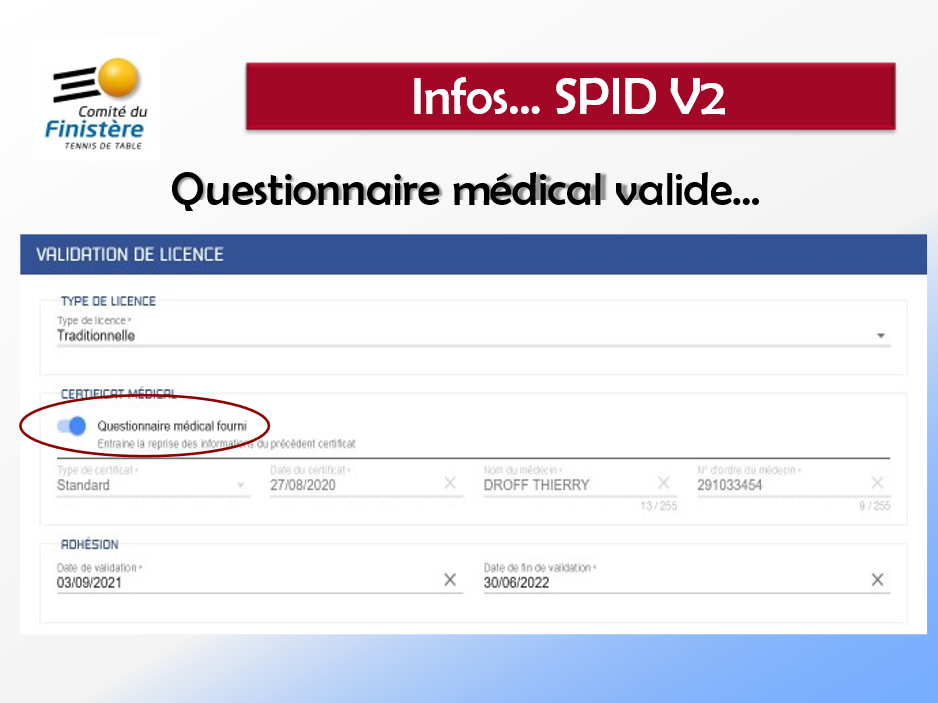 Comité du
Finistère
TENNIS DE TABLE
Infos... SPID V2
Questionnaire médical valide...
VALIDATION DE LICENCE
TYPE DE LICENCE
Type de licence *
Traditionnelle
CERTIFICAT MÉDICAL
Questionnaire médical fourni
Entraine la reprise des informations du précédent certificat
Type de certificat * Date du certificat * Nom du médecin * N° d'ordre du médecin *
Standard 27/08/2020 DROFF THIERRY 291033454
13 / 255 9 / 255
ADHÉSION
Date de validation * Date de fin de validation *
03/09/2021 30/06/2022